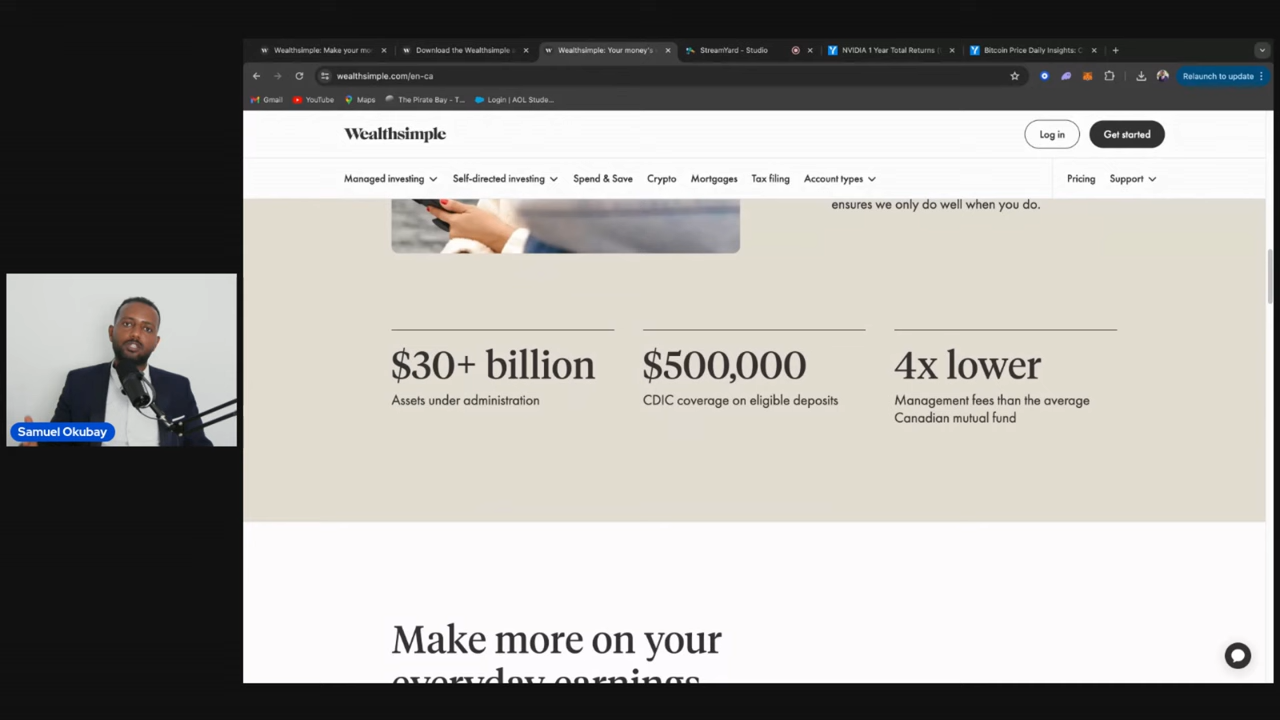 Wealthsimple: Make your mo
Download the Wealthsimple a
Wealthsimple: Your money's
StreamYard - Studio
NVIDIA 1 Year Total Returns (
Bitcoin Price Daily Insights: C
wealthsimple.com/en-ca
Relaunch to update
Gmail
YouTube
Maps
The Pirate Bay - T...
Login | AOL Stude...
Wealthsimple
Log in
Get started
Managed investing
Self-directed investing
Spend & Save
Crypto
Mortgages
Tax filing
Account types
Pricing
Support
ensures we only do well when you do.
$30+ billion
Assets under administration
$500,000
CDIC coverage on eligible deposits
4x lower
Management fees than the average
Canadian mutual fund
Samuel Okubay
Make more on your
everyday earnings